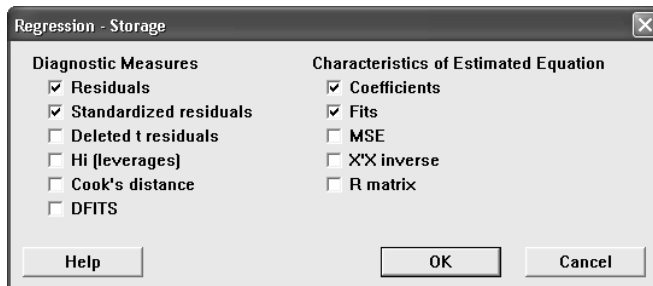 Regression - Storage
Diagnostic Measures
Residuals
Standardized residuals
Deleted t residuals
Hi (leverages)
Cook's distance
DFITS
Characteristics of Estimated Equation
Coefficients
Fits
MSE
X'X inverse
R matrix
Help
OK
Cancel